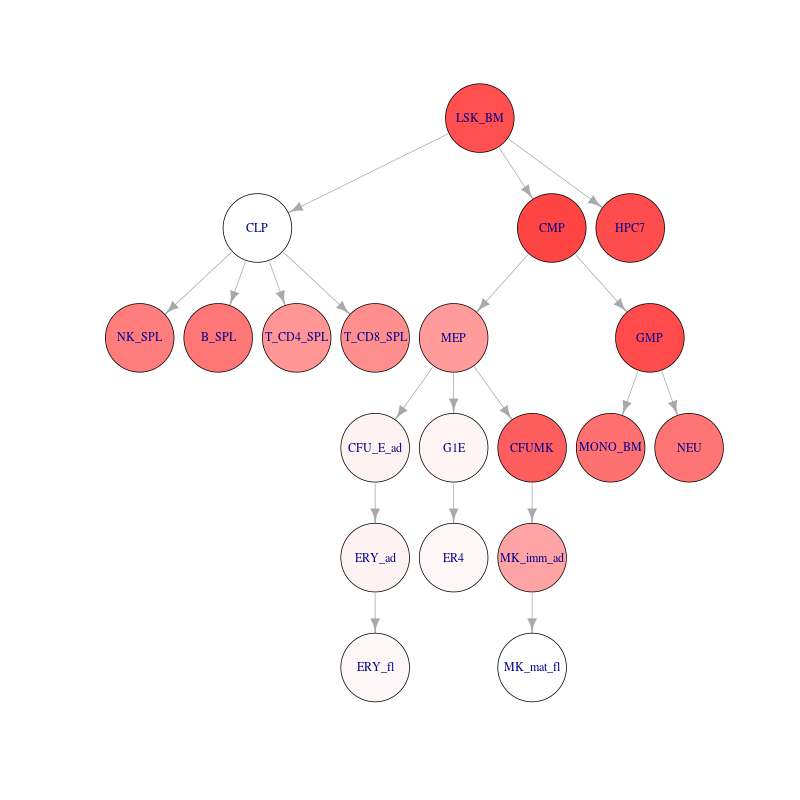 LSK_BM
CLP
CMP
HPC7
NK_SPL
B_SPL
T_CD4_SPL
T_CD8_SPL
MEP
GMP
CFU_E_ad
G1E
CFUMK
MONO_BM
NEU
ERY_ad
ER4
MK_imm_ad
ERY_fl
MK_mat_fl